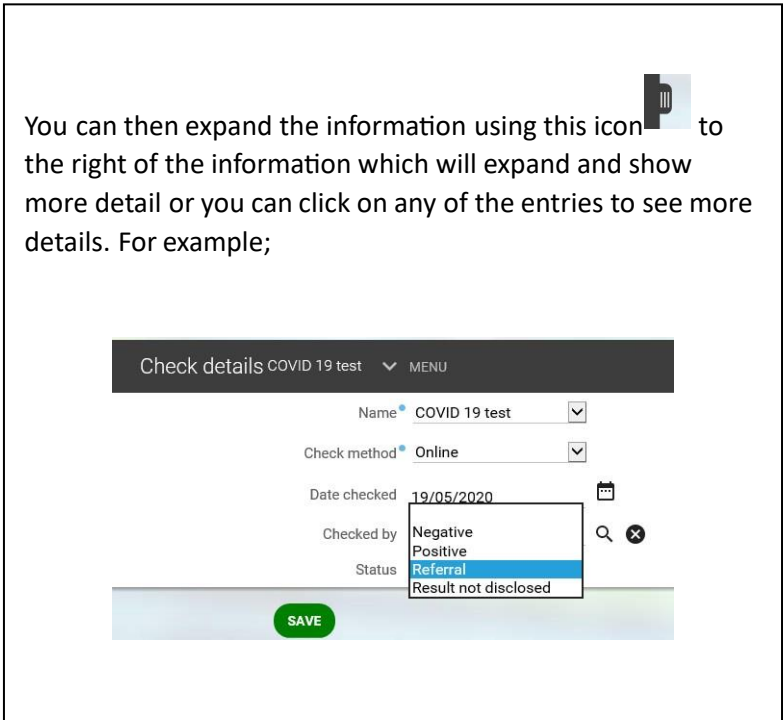 You can then expand the information using this icon to
the right of the information which will expand and show
more detail or you can click on any of the entries to see more
details. For example;
Check details COVID 19 test MENU
Name COVID 19 test
Check method Online
Date checked 19/05/2020
Checked by
Negative
Positive
Status Referral
Result not disclosed
SAVE